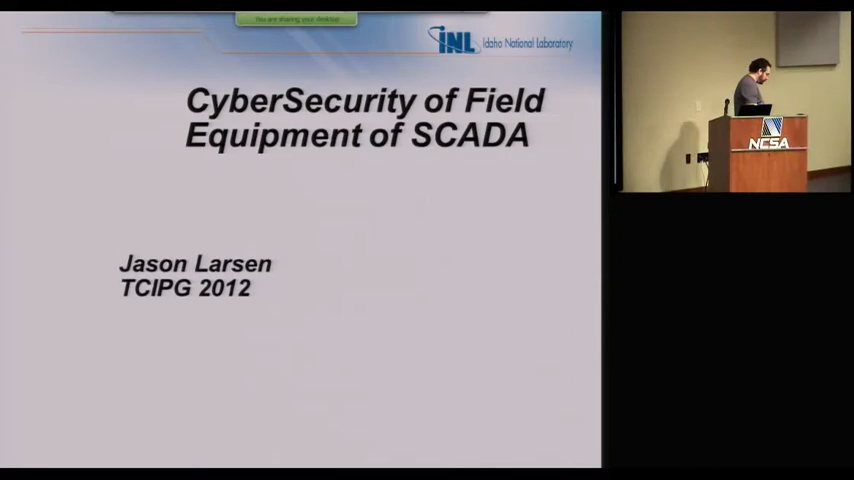 You are sharing your desktop
INL Idaho National Laboratory
CyberSecurity of Field
Equipment of SCADA
Jason Larsen
TCIPG 2012
NCSA